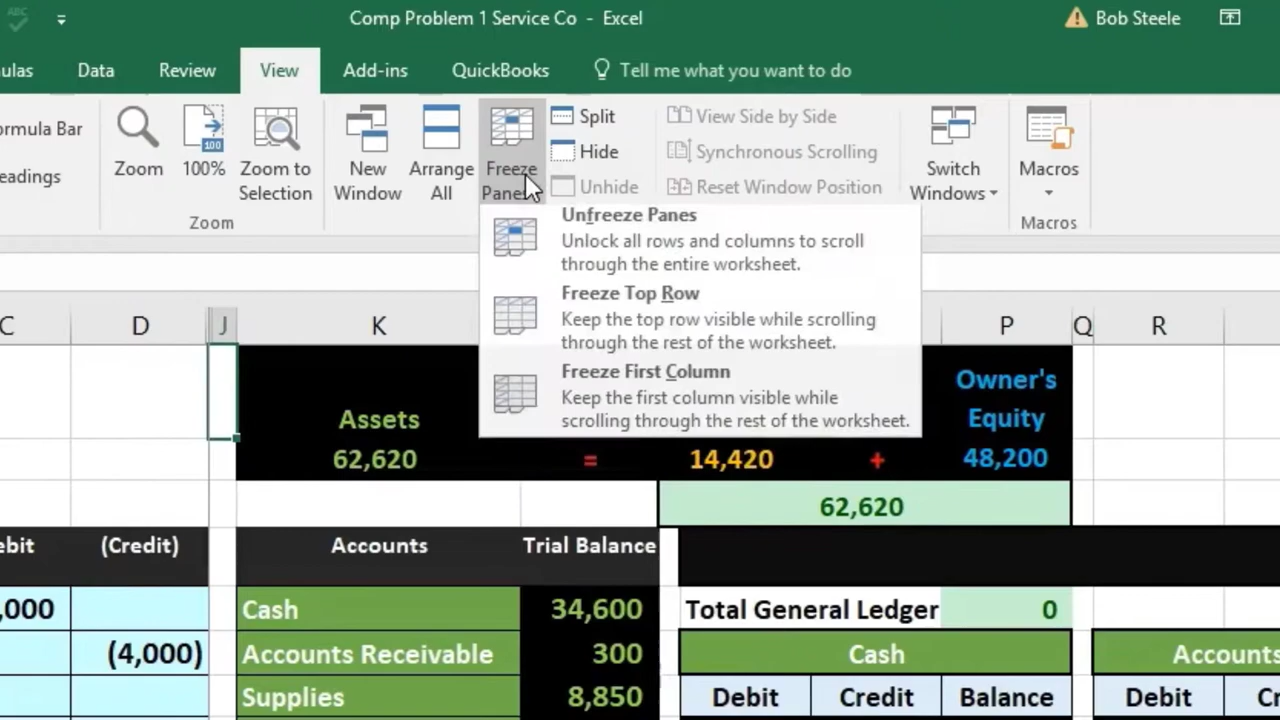 ABC
Comp Problem 1 Service Co - Excel
Bob Steele
ulas
Data
Review
View
Add-ins
QuickBooks
Tell me what you want to do
ormula Bar
eadings
Zoom
100
100%
Zoom to
Selection
Zoom
New
Window
Arrange
All
Freeze
Panes
Split
Hide
Unhide
View Side by Side
Synchronous Scrolling
Reset Window Position
Switch
Windows
Macros
Macros
Unfreeze Panes
Unlock all rows and columns to scroll
through the entire worksheet.
Freeze Top Row
Keep the top row visible while scrolling
through the rest of the worksheet.
Freeze First Column
Keep the first column visible while
scrolling through the rest of the worksheet.
C D J K P Q R
Assets
Owner's
Equity
62,620 = 14,420 + 48,200
62,620
ebit (Credit) Accounts Trial Balance
,000 Cash 34,600 Total General Ledger 0
(4,000) Accounts Receivable 300 Cash Accounts
Supplies 8,850 Debit Credit Balance Debit C